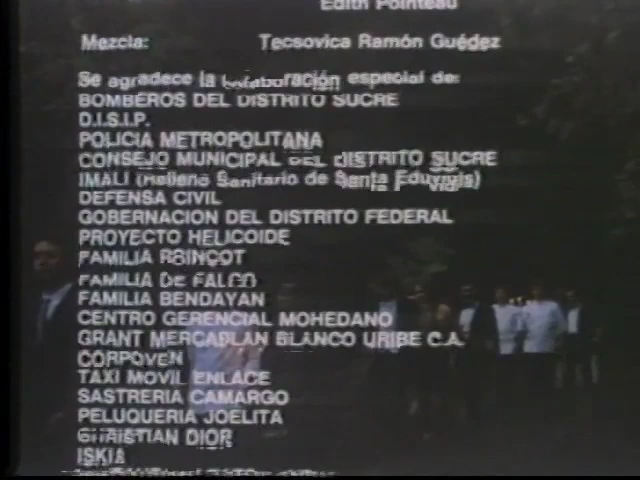 Edith Pointeau
Mezcla: Tecsovica Ramón Guédez
Se agradece la colaboración especial de:
BOMBEROS DEL DISTRITO SUCRE
D.I.S.I.P.
POLICIA METROPOLITANA
CONSEJO MUNICIPAL DEL DISTRITO SUCRE
IMALI (Relleno Sanitario de Santa Eduvigis)
DEFENSA CIVIL
GOBERNACION DEL DISTRITO FEDERAL
PROYECTO HELICOIDE
FAMILIA
FAMILIA DE FALCO
FAMILIA BENDAYAN
CENTRO GERENCIAL MOHEDANO
GRANT MERCAPLAN BLANCO URIBE C.A.
CORPOVEN
TAXI MOVIL ENLACE
SASTRERIA CAMARGO
PELUQUERIA JOELITA
CHRISTIAN DIOR
ISKIA